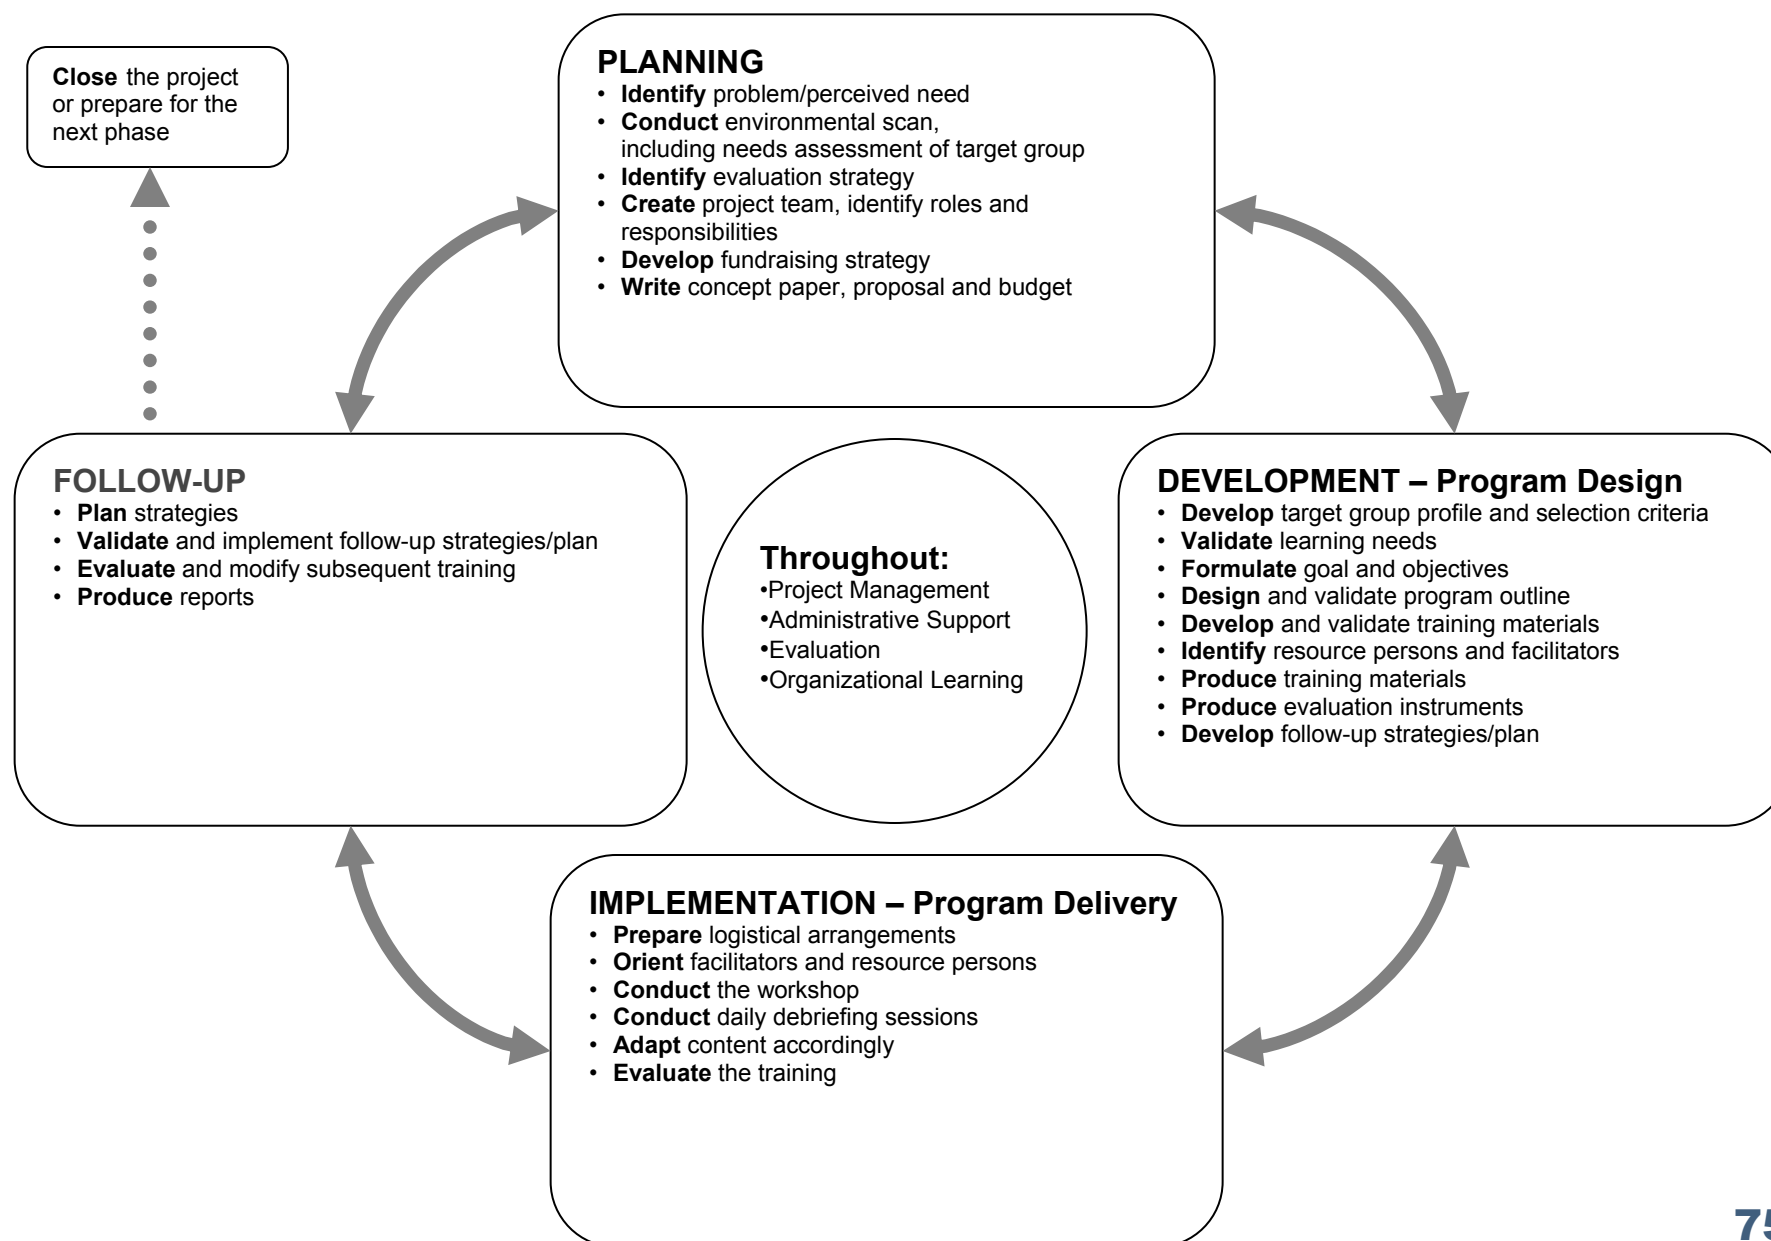 Close the project
or prepare for the
next phase
PLANNING
• Identify problem/perceived need
• Conduct environmental scan,
including needs assessment of target group
• Identify evaluation strategy
• Create project team, identify roles and
responsibilities
• Develop fundraising strategy
• Write concept paper, proposal and budget
FOLLOW-UP
• Plan strategies
• Validate and implement follow-up strategies/plan
• Evaluate and modify subsequent training
• Produce reports
Throughout:
•Project Management
•Administrative Support
•Evaluation
•Organizational Learning
DEVELOPMENT – Program Design
• Develop target group profile and selection criteria
• Validate learning needs
• Formulate goal and objectives
• Design and validate program outline
• Develop and validate training materials
• Identify resource persons and facilitators
• Produce training materials
• Produce evaluation instruments
• Develop follow-up strategies/plan
IMPLEMENTATION – Program Delivery
• Prepare logistical arrangements
• Orient facilitators and resource persons
• Conduct the workshop
• Conduct daily debriefing sessions
• Adapt content accordingly
• Evaluate the training
75